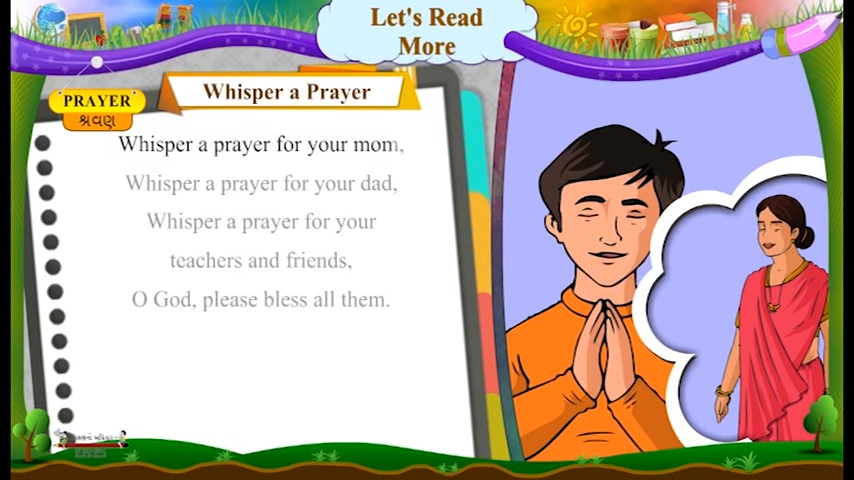 Let's Read
More
PRAYER
શ્રવણ
Whisper a Prayer
Whisper a prayer for your mom,
Whisper a prayer for your dad,
Whisper a prayer for your
teachers and friends,
O God, please bless all them.